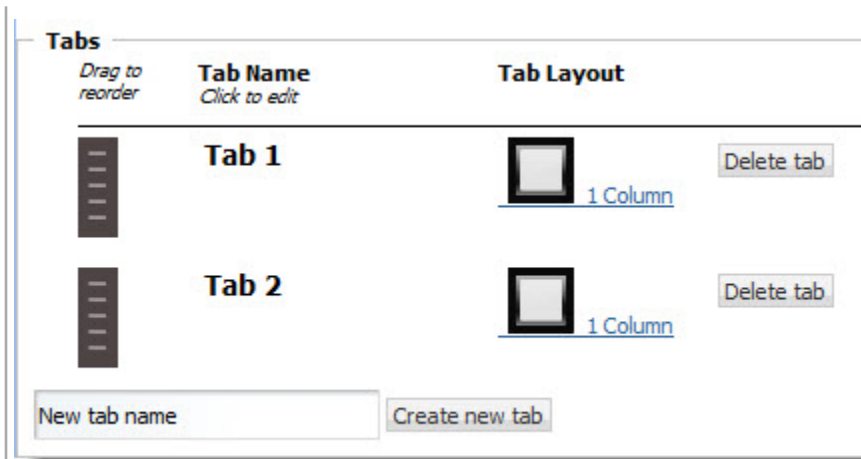 Tabs
Drag to reorder
Tab Name
Click to edit
Tab Layout
Tab 1
1 Column
Delete tab
Tab 2
1 Column
Delete tab
New tab name
Create new tab